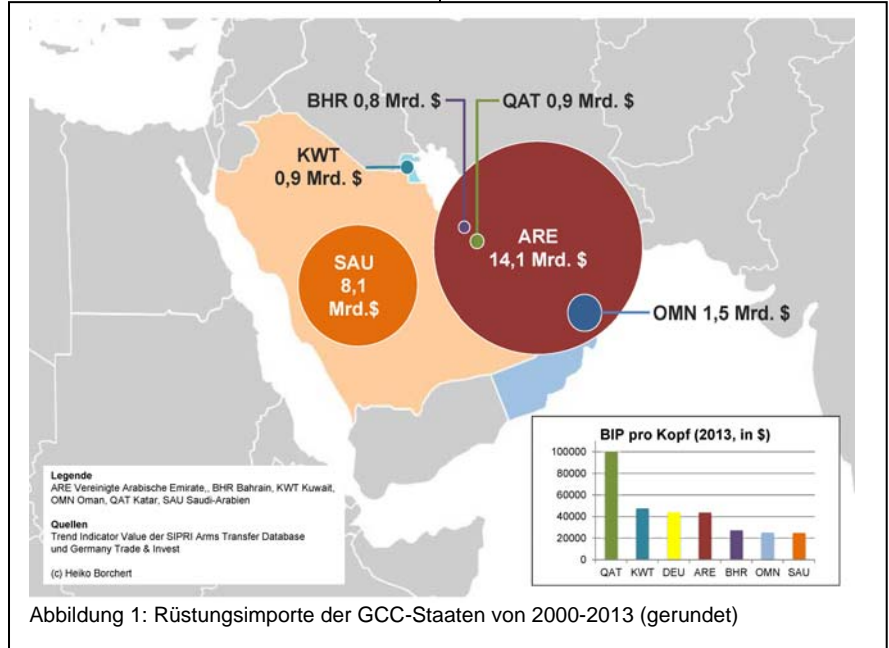 BHR 0,8 Mrd. $
QAT 0,9 Mrd. $
KWT
0,9 Mrd. $
ARE
14,1 Mrd. $
SAU
8,1
Mrd.$
OMN 1,5 Mrd. $
Legende
ARE Vereinigte Arabische Emirate,, BHR Bahrain, KWT Kuwait,
OMN Oman, QAT Katar, SAU Saudi-Arabien
Quellen
Trend Indicator Value der SIPRI Arms Transfer Database
und Germany Trade & Invest
(c) Heiko Borchert
BIP pro Kopf (2013, in $)
100000
80000
60000
40000
20000
0
QAT KWT DEU ARE BHR OMN SAU
Abbildung 1: Rüstungsimporte der GCC-Staaten von 2000-2013 (gerundet)